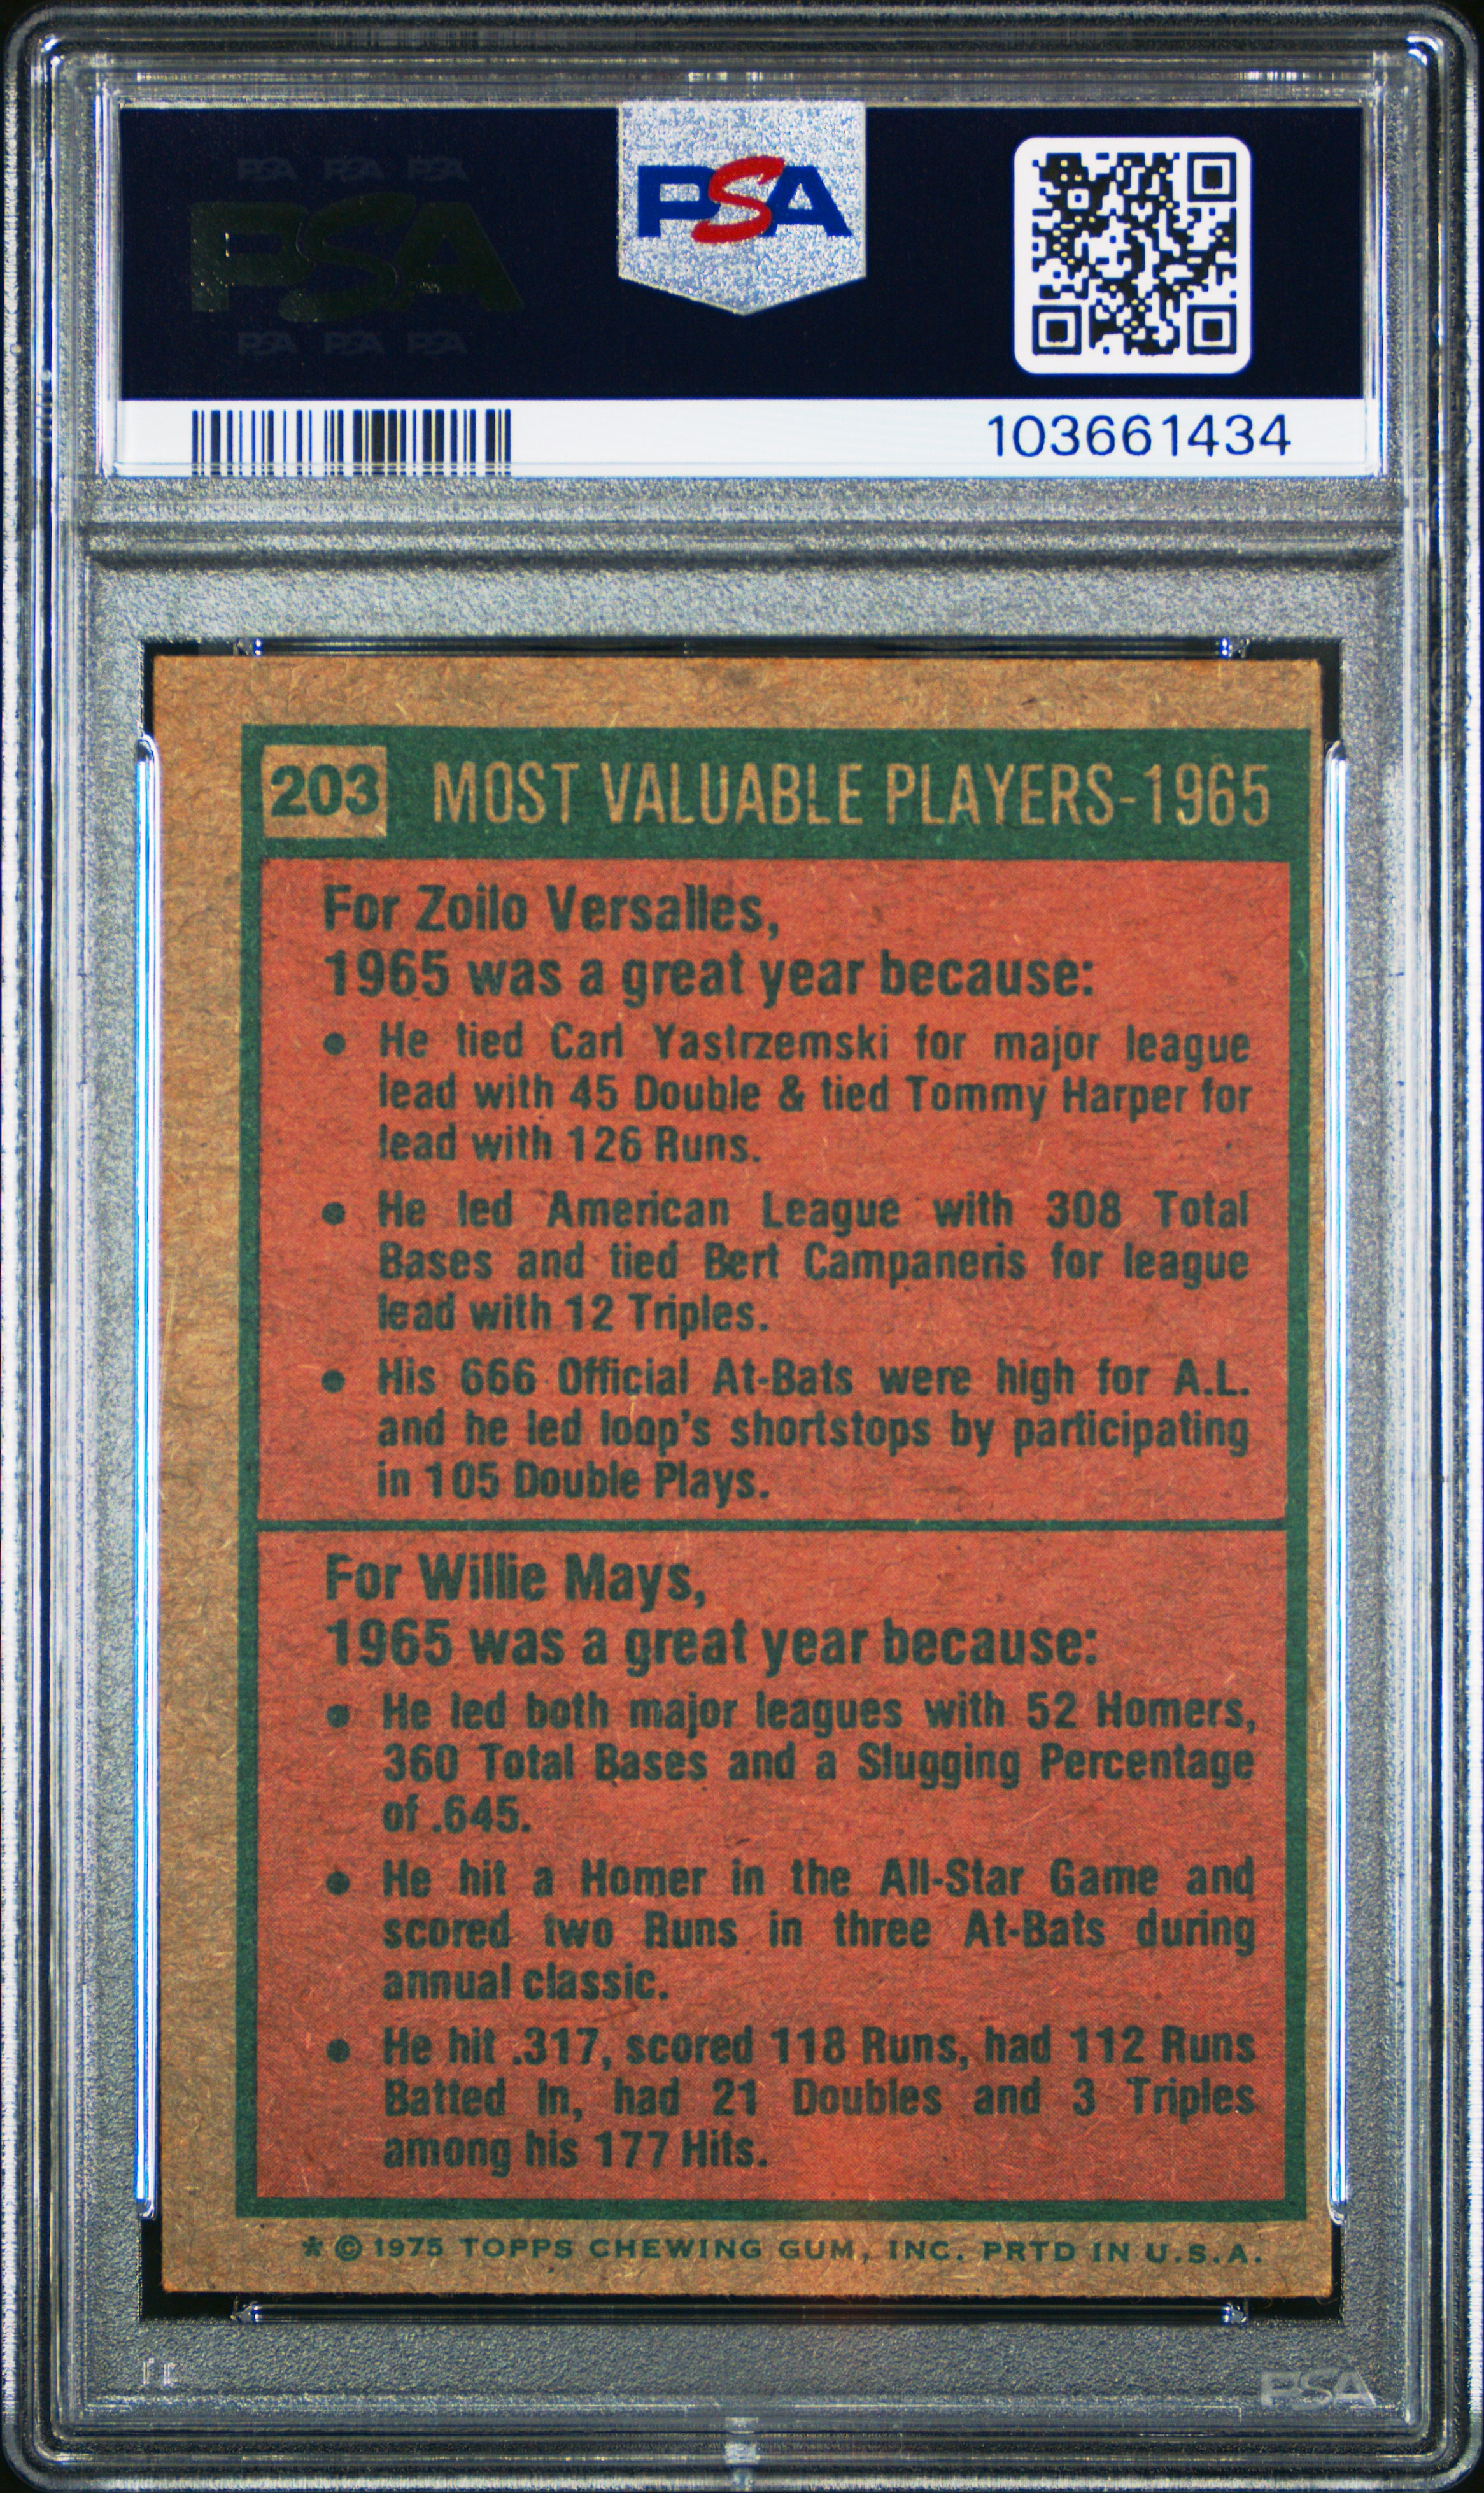 PSA PSA PSA
PSA
PSA PSA PSA
PSA
103661434
203 MOST VALUABLE PLAYERS-1965
For Zoilo Versalles,
1965 was a great year because:
• He tied Carl Yastrzemski for major league
lead with 45 Double & tied Tommy Harper for
lead with 126 Runs.
• He led American League with 308 Total
Bases and tied Bert Campaneris for league
lead with 12 Triples.
• His 666 Official At-Bats were high for A.L.
and he led loop's shortstops by participating
in 105 Double Plays.
For Willie Mays,
1965 was a great year because:
• He led both major leagues with 52 Homers,
360 Total Bases and a Slugging Percentage
of .645.
• He hit a Homer in the All-Star Game and
scored two Runs in three At-Bats during
annual classic.
• He hit .317, scored 118 Runs, had 112 Runs
Batted In, had 21 Doubles and 3 Triples
among his 177 Hits.
* © 1975 TOPPS CHEWING GUM, INC. PRTD IN U.S.A.
PSA